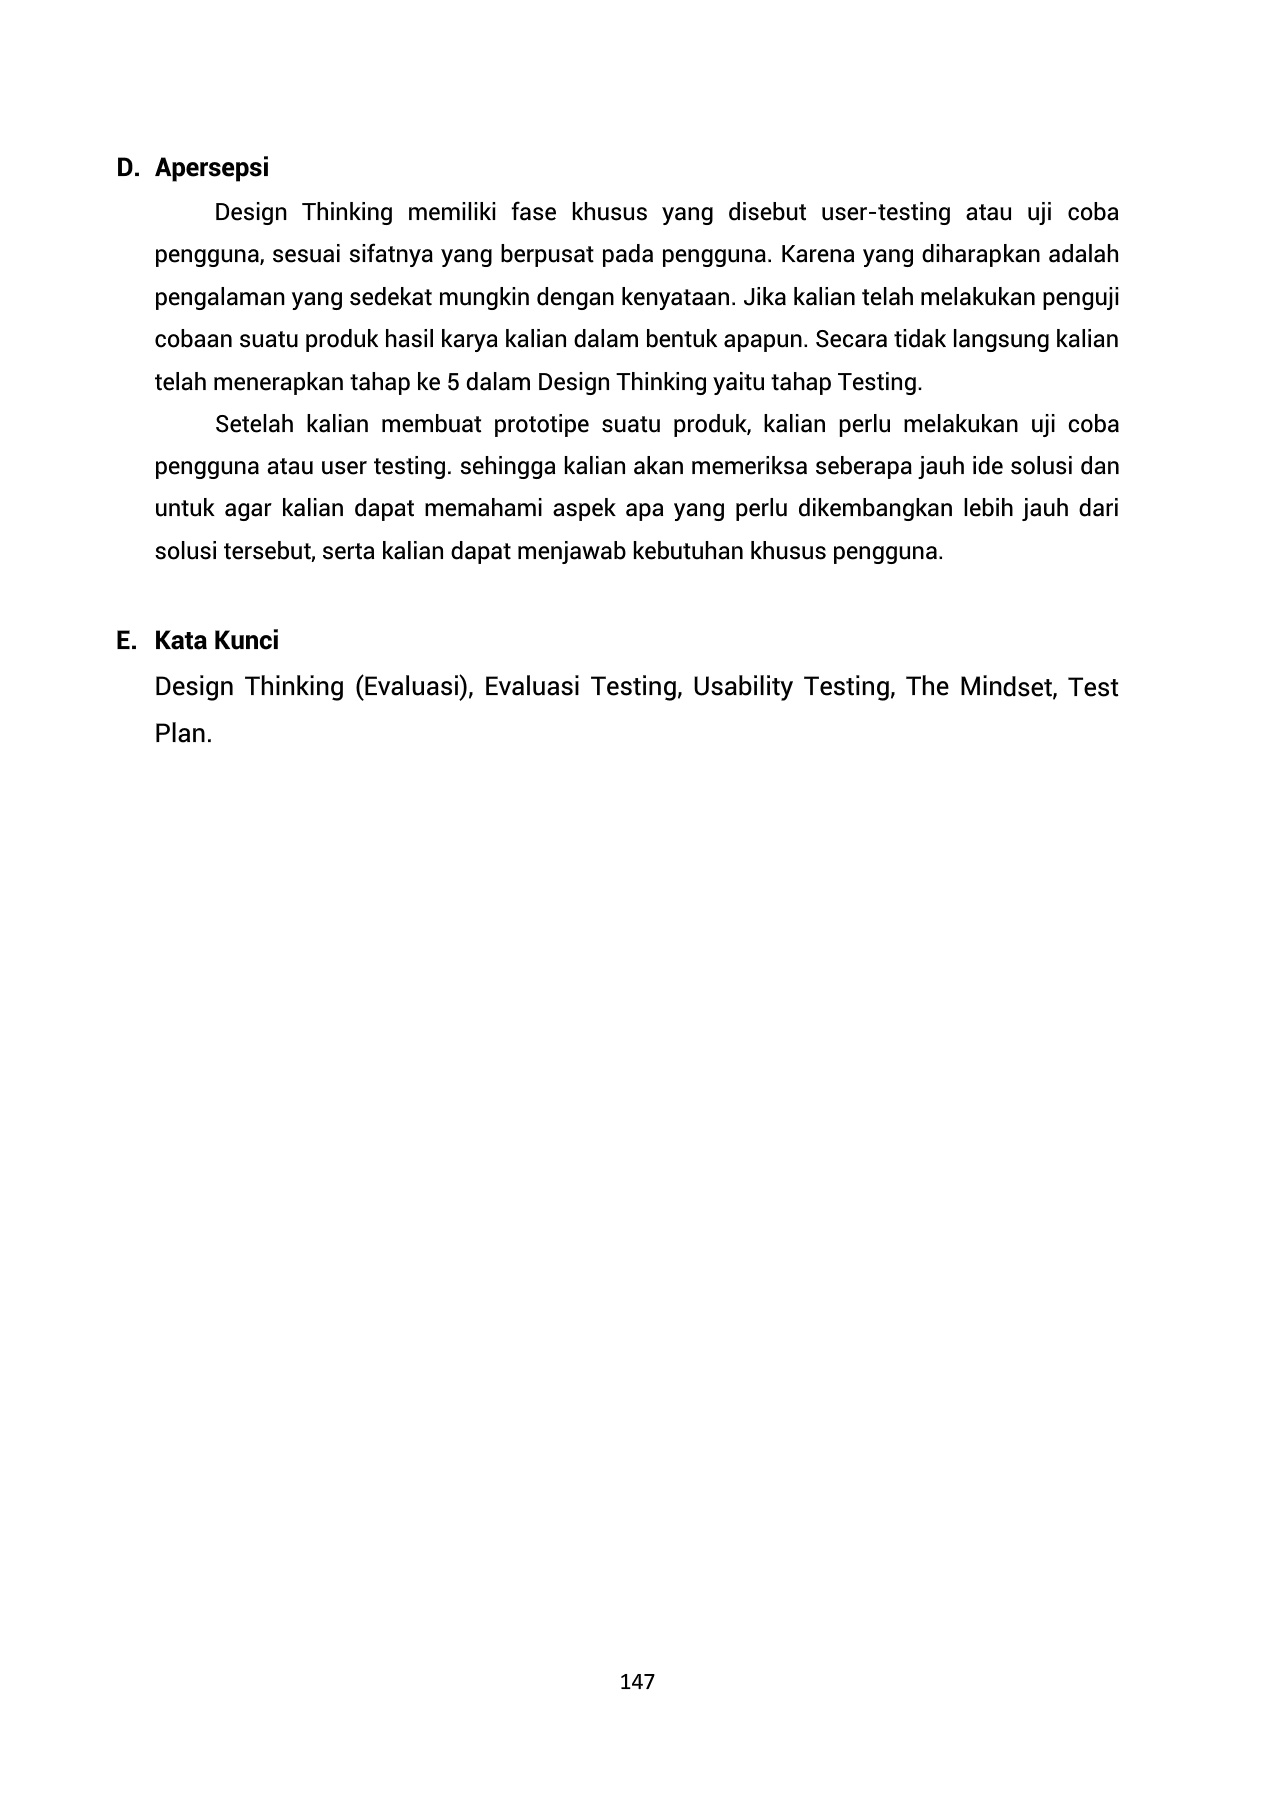 D. Apersepsi
Design Thinking memiliki fase khusus yang disebut user-testing atau uji coba
pengguna, sesuai sifatnya yang berpusat pada pengguna. Karena yang diharapkan adalah
pengalaman yang sedekat mungkin dengan kenyataan. Jika kalian telah melakukan penguji
cobaan suatu produk hasil karya kalian dalam bentuk apapun. Secara tidak langsung kalian
telah menerapkan tahap ke 5 dalam Design Thinking yaitu tahap Testing.
Setelah kalian membuat prototipe suatu produk, kalian perlu melakukan uji coba
pengguna atau user testing. sehingga kalian akan memeriksa seberapa jauh ide solusi dan
untuk agar kalian dapat memahami aspek apa yang perlu dikembangkan lebih jauh dari
solusi tersebut, serta kalian dapat menjawab kebutuhan khusus pengguna.
E. Kata Kunci
Design Thinking (Evaluasi), Evaluasi Testing, Usability Testing, The Mindset, Test
Plan.
147